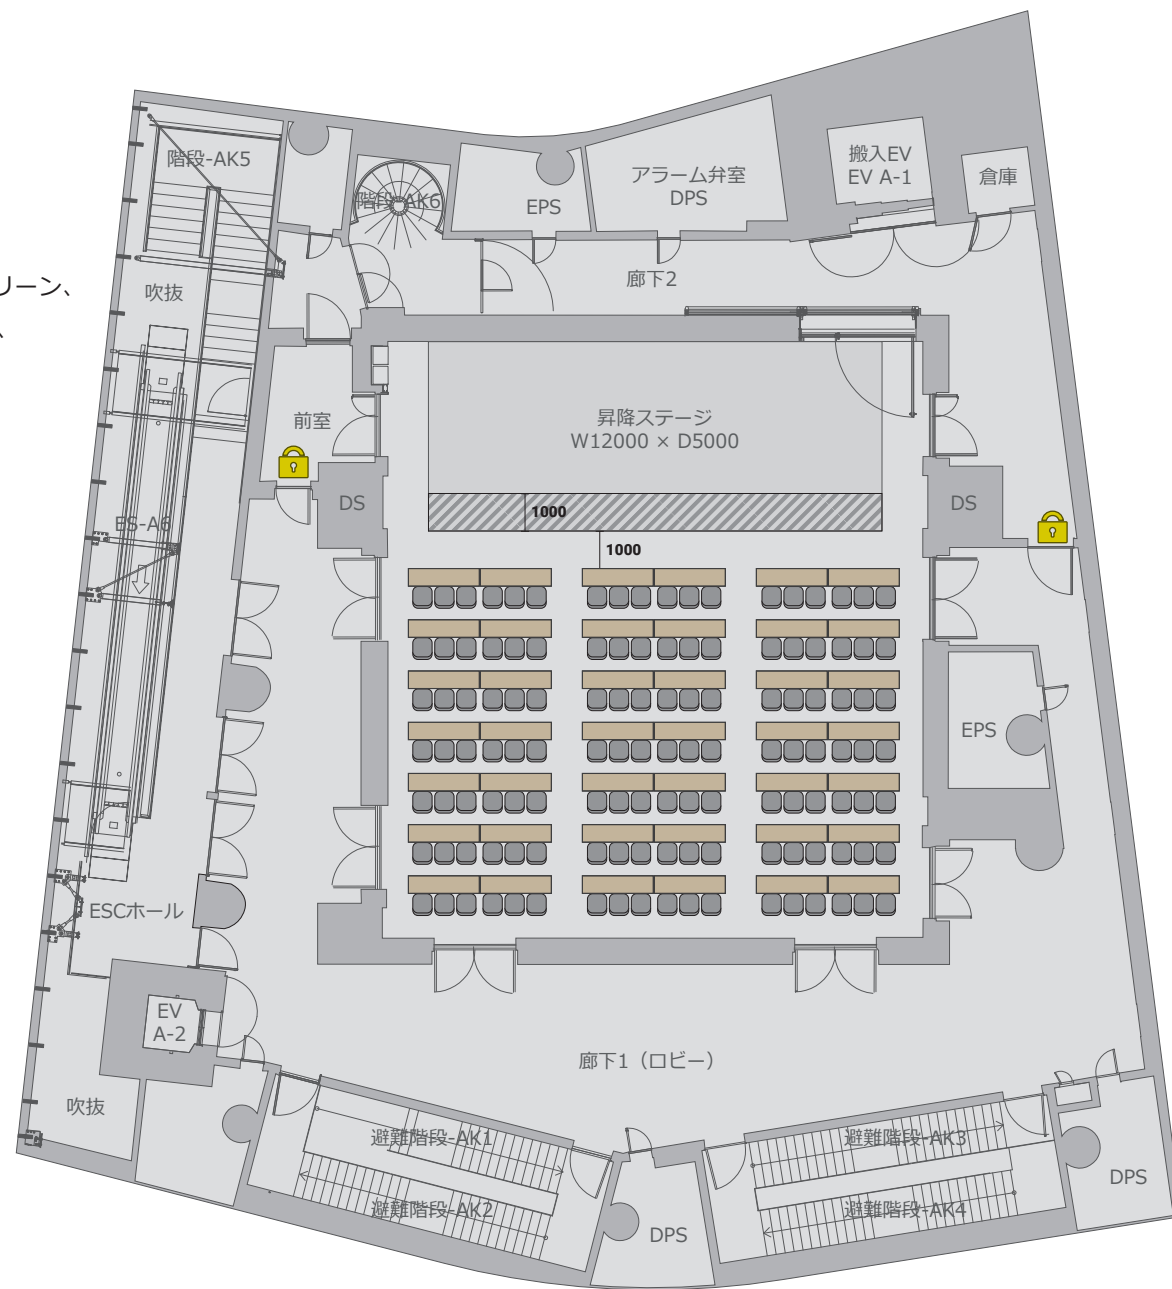 階段-AK5
階段-AK6
EPS
アラーム弁室
DPS
搬入EV
EV A-1
倉庫
リーン、
、
吹抜
廊下2
前室
昇降ステージ
W12000 × D5000
DS
1000
DS
ES-A6
1000
EPS
ESCホール
EV
A-2
廊下1（ロビー）
吹抜
避難階段-AK1
避難階段-AK3
避難階段-AK2
避難階段-AK4
DPS
DPS